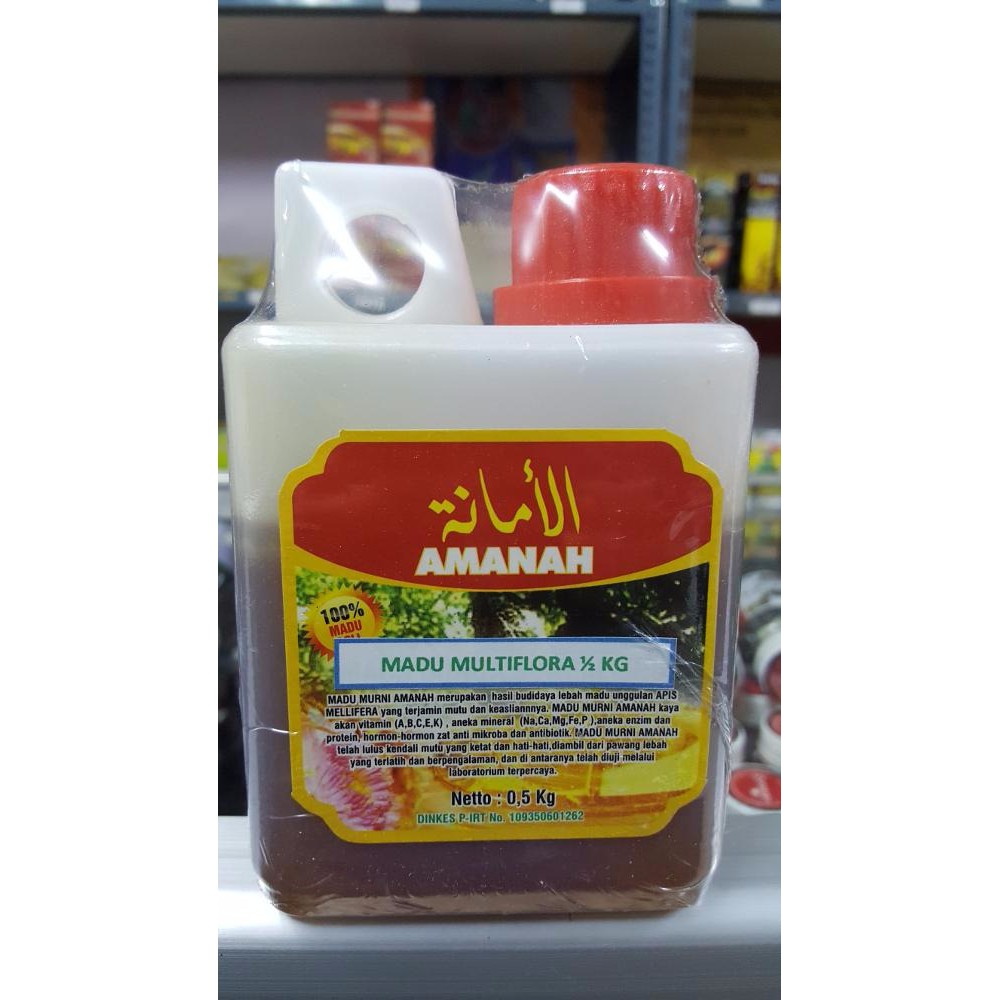 الأمانة
AMANAH
100%
MADU
MADU MULTIFLORA ½ KG
MADU MURNI AMANAH merupakan hasil budidaya lebah madu unggulan APIS
MELLIFERA yang terjamin mutu dan keasliannnya. MADU MURNI AMANAH kaya
akan vitamin (A,B,C,E,K) , aneka mineral (Na,Ca,Mg,Fe,P ),aneka enzim dan
protein, hormon-hormon zat anti mikroba dan antibiotik. MADU MURNI AMANAH
telah lulus kendali mutu yang ketat dan hati-hati,diambil dari pawang lebah
yang terlatih dan berpengalaman, dan di antaranya telah diuji melalui
laboratorium terpercaya.
Netto : 0,5 Kg
DINKES P-IRT No. 109350601262